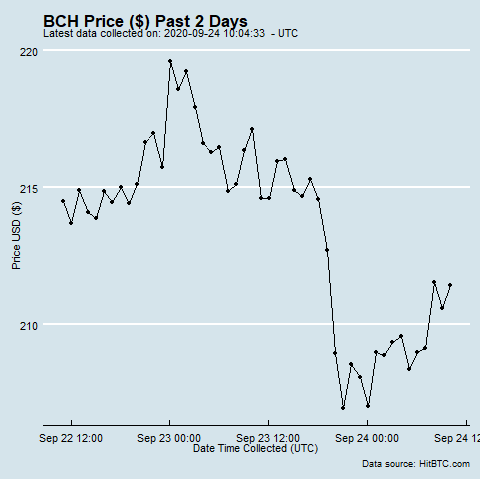 BCH Price ($) Past 2 Days
Latest data collected on: 2020-09-24 10:04:33 - UTC
220
215
210
Price USD ($)
Sep 22 12:00
Sep 23 00:00
Sep 23 12:00
Sep 24 00:00
Sep 24 12
Date Time Collected (UTC)
Data source: HitBTC.com